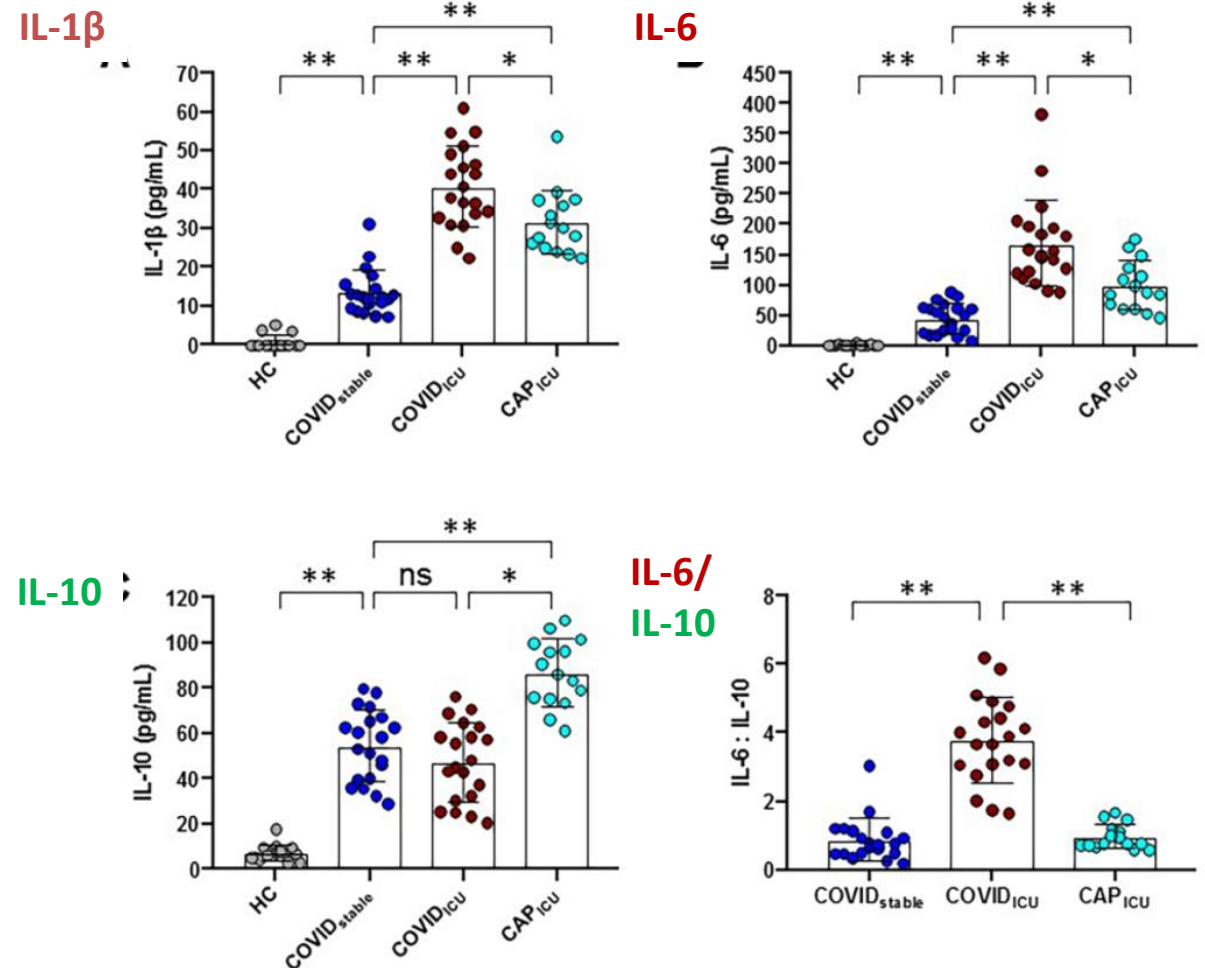 IL-1β
**
** ** *
IL-1β (pg/mL)
70
60
50
40
30
20
10
0
HC
COVIDstable
COVIDICU
CAPICU
IL-6
**
** ** *
IL-6 (pg/mL)
450
400
350
300
250
200
150
100
50
0
HC
COVIDstable
COVIDICU
CAPICU
IL-10
**
** ns *
IL-10 (pg/mL)
120
100
80
60
40
20
0
HC
COVIDstable
COVIDICU
CAPICU
IL-6/
IL-10
** **
IL-6 : IL-10
8
6
4
2
0
COVIDstable COVIDICU CAPICU